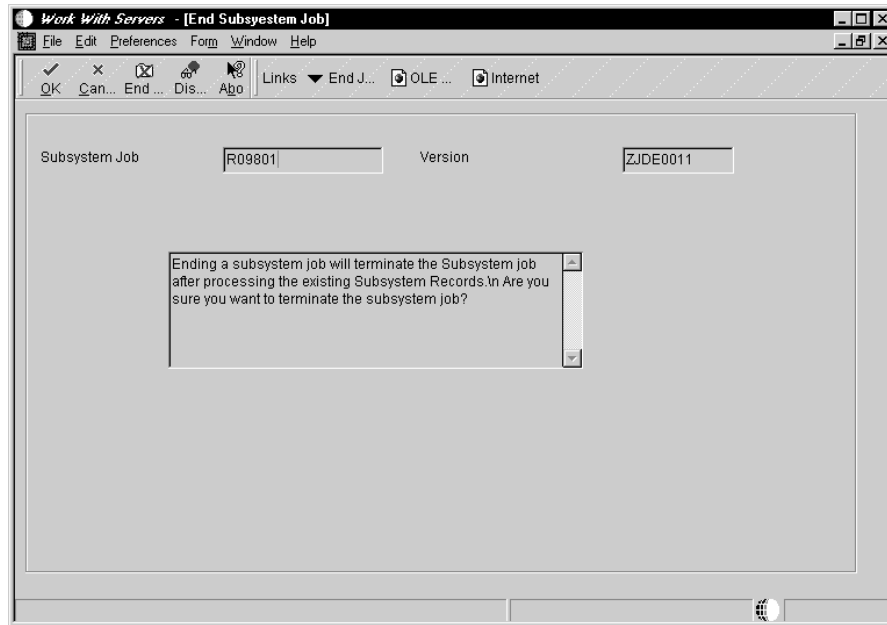 Work With Servers - [End Subsyestem Job]
File Edit Preferences Form Window Help
OK Can... End ... Dis... Abo Links End J... OLE ... Internet
Subsystem Job R09801 Version ZJDE0011
Ending a subsystem job will terminate the Subsystem job
after processing the existing Subsystem Records.\n Are you
sure you want to terminate the subsystem job?